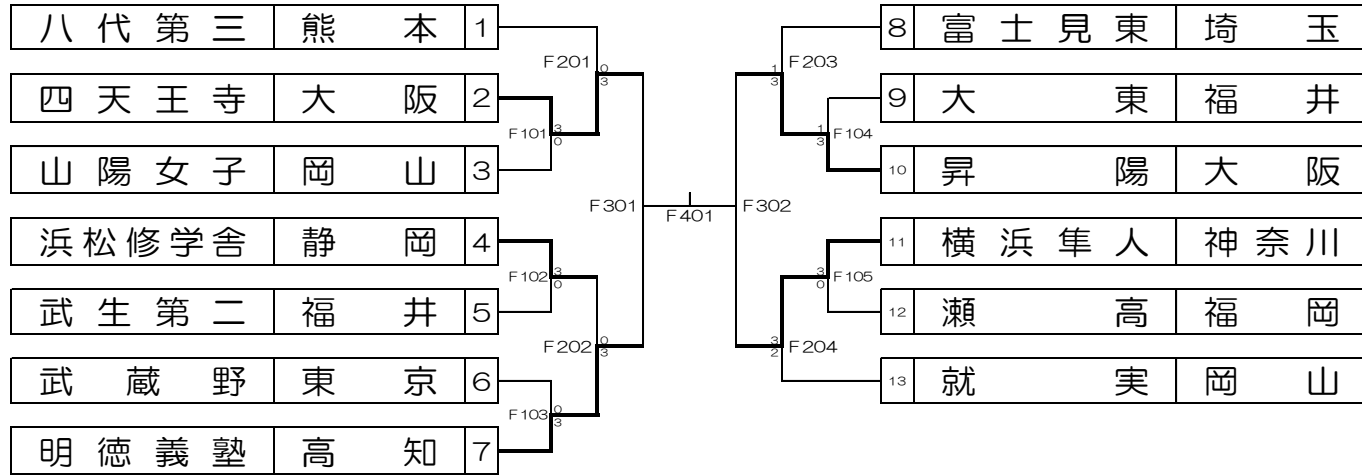 八代第三 熊本 1
四天王寺 大阪 2
山陽女子 岡山 3
浜松修学舎 静岡 4
武生第二 福井 5
武蔵野 東京 6
明徳義塾 高知 7
F201 0 3
F101 3 0
F102 3 0
F202 0 3
F103 0 3
F301
F401
F302
1 3 F203
1 3 F104
3 0 F105
3 2 F204
8 富士見東 埼玉
9 大東 福井
10 昇陽 大阪
11 横浜隼人 神奈川
12 瀬高 福岡
13 就実 岡山